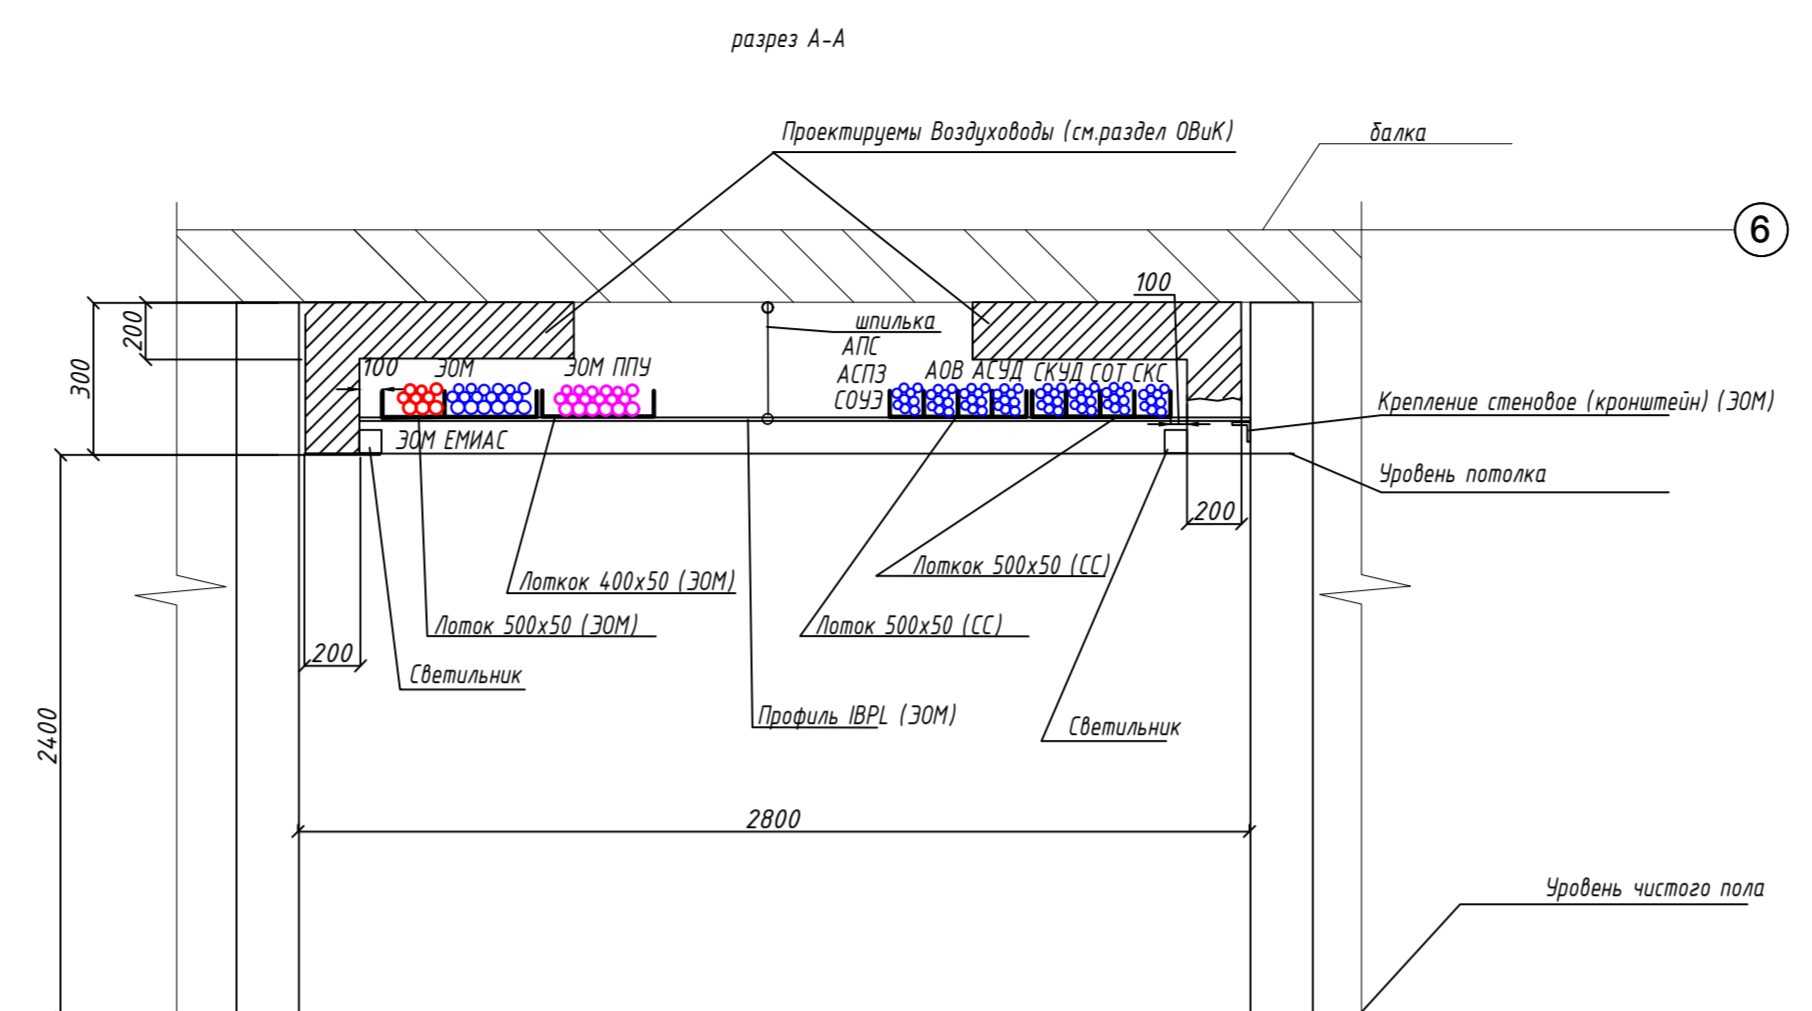 разрез А-А
Проектируемы Воздуховоды (см.раздел ОВиК)
балка
6
100
200
300
шпилька
АПС
АСПЗ
СОУЭ
100
ЭОМ
ЭОМ ППУ
АОВ
АСУД
СКУД
СОТ
СКС
Крепление стеновое (кронштейн) (ЭОМ)
ЭОМ ЕМИАС
Уровень потолка
200
Лоткок 400х50 (ЭОМ)
Лоткок 500х50 (СС)
Лоток 500х50 (ЭОМ)
Лоток 500х50 (СС)
200
Светильник
Профиль IBPL (ЭОМ)
Светильник
2400
2800
Уровень чистого пола